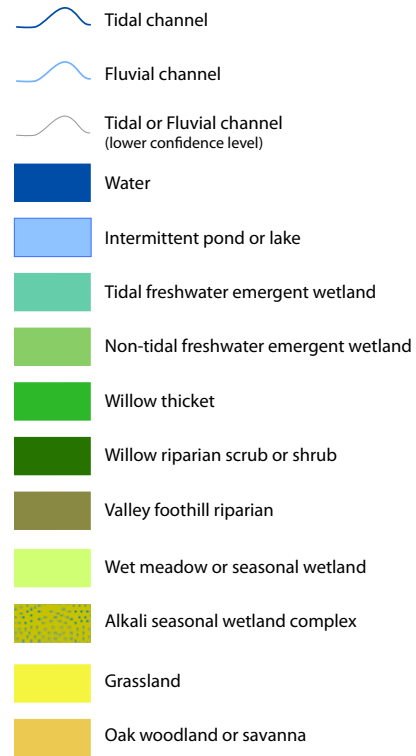 Tidal channel
Fluvial channel
Tidal or Fluvial channel
(lower confidence level)
Water
Intermittent pond or lake
Tidal freshwater emergent wetland
Non-tidal freshwater emergent wetland
Willow thicket
Willow riparian scrub or shrub
Valley foothill riparian
Wet meadow or seasonal wetland
Alkali seasonal wetland complex
Grassland
Oak woodland or savanna